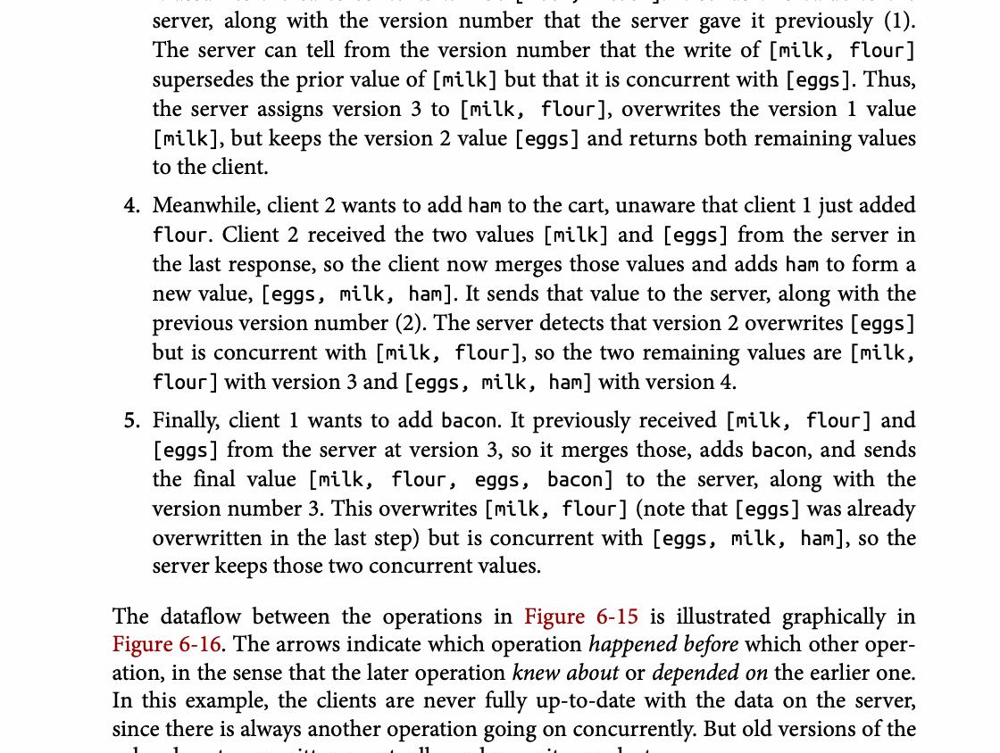 server, along with the version number that the server gave it previously (1).
The server can tell from the version number that the write of [milk, flour]
supersedes the prior value of [milk] but that it is concurrent with [eggs]. Thus,
the server assigns version 3 to [milk, flour], overwrites the version 1 value
[milk], but keeps the version 2 value [eggs] and returns both remaining values
to the client.
4. Meanwhile, client 2 wants to add ham to the cart, unaware that client 1 just added
flour. Client 2 received the two values [milk] and [eggs] from the server in
the last response, so the client now merges those values and adds ham to form a
new value, [eggs, milk, ham]. It sends that value to the server, along with the
previous version number (2). The server detects that version 2 overwrites [eggs]
but is concurrent with [milk, flour], so the two remaining values are [milk,
flour] with version 3 and [eggs, milk, ham] with version 4.
5. Finally, client 1 wants to add bacon. It previously received [milk, flour] and
[eggs] from the server at version 3, so it merges those, adds bacon, and sends
the final value [milk, flour, eggs, bacon] to the server, along with the
version number 3. This overwrites [milk, flour] (note that [eggs] was already
overwritten in the last step) but is concurrent with [eggs, milk, ham], so the
server keeps those two concurrent values.
The dataflow between the operations in Figure 6-15 is illustrated graphically in
Figure 6-16. The arrows indicate which operation happened before which other oper-
ation, in the sense that the later operation knew about or depended on the earlier one.
In this example, the clients are never fully up-to-date with the data on the server,
since there is always another operation going on concurrently. But old versions of the